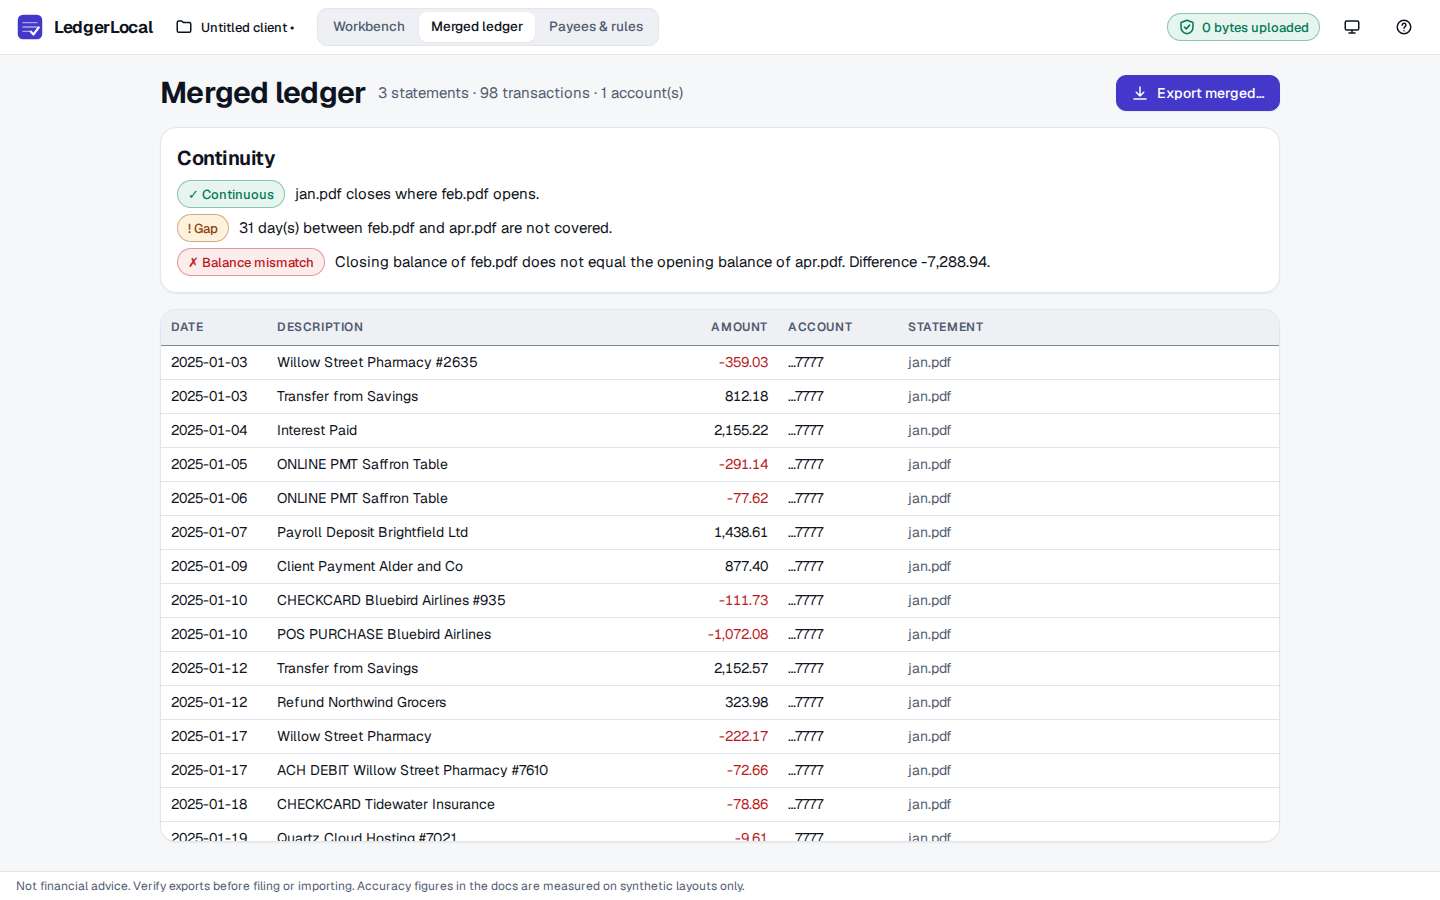 LedgerLocal Untitled client • Workbench Merged ledger Payees & rules 0 bytes uploaded
Merged ledger 3 statements · 98 transactions · 1 account(s) Export merged...
Continuity
✓ Continuous jan.pdf closes where feb.pdf opens.
! Gap 31 day(s) between feb.pdf and apr.pdf are not covered.
✗ Balance mismatch Closing balance of feb.pdf does not equal the opening balance of apr.pdf. Difference -7,288.94.
DATE DESCRIPTION AMOUNT ACCOUNT STATEMENT
2025-01-03 Willow Street Pharmacy #2635 -359.03 …7777 jan.pdf
2025-01-03 Transfer from Savings 812.18 …7777 jan.pdf
2025-01-04 Interest Paid 2,155.22 …7777 jan.pdf
2025-01-05 ONLINE PMT Saffron Table -291.14 …7777 jan.pdf
2025-01-06 ONLINE PMT Saffron Table -77.62 …7777 jan.pdf
2025-01-07 Payroll Deposit Brightfield Ltd 1,438.61 …7777 jan.pdf
2025-01-09 Client Payment Alder and Co 877.40 …7777 jan.pdf
2025-01-10 CHECKCARD Bluebird Airlines #935 -111.73 …7777 jan.pdf
2025-01-10 POS PURCHASE Bluebird Airlines -1,072.08 …7777 jan.pdf
2025-01-12 Transfer from Savings 2,152.57 …7777 jan.pdf
2025-01-12 Refund Northwind Grocers 323.98 …7777 jan.pdf
2025-01-17 Willow Street Pharmacy -222.17 …7777 jan.pdf
2025-01-17 ACH DEBIT Willow Street Pharmacy #7610 -72.66 …7777 jan.pdf
2025-01-18 CHECKCARD Tidewater Insurance -78.86 …7777 jan.pdf
2025-01-19 Quartz Cloud Hosting #7021 -9.61 …7777 jan.pdf
Not financial advice. Verify exports before filing or importing. Accuracy figures in the docs are measured on synthetic layouts only.